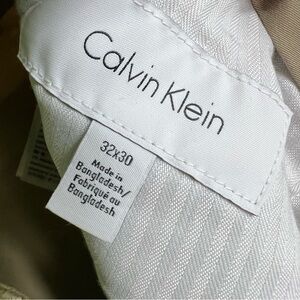 Calvin Klein
32x30
Made in
Bangladesh/
Fabriqué au
Bangladesh